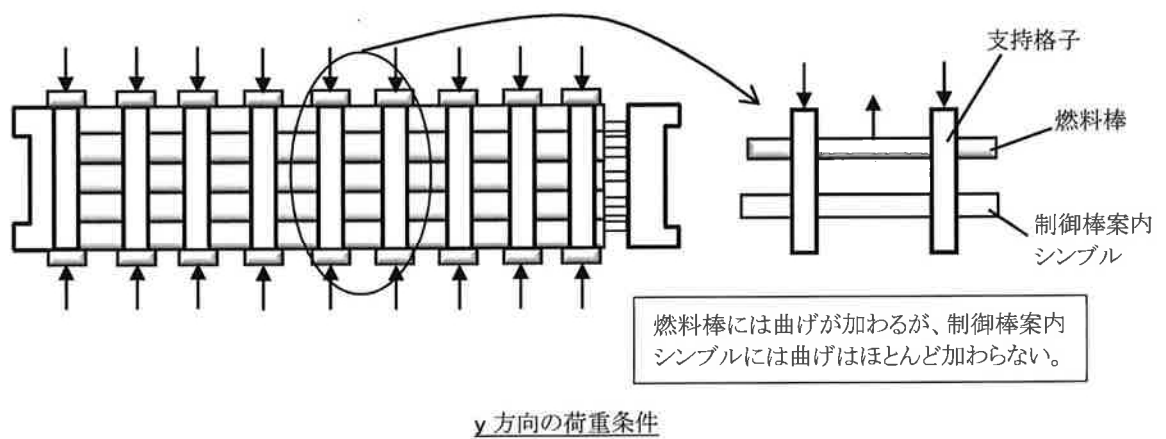 支持格子
燃料棒
制御棒案内
シンブル
燃料棒には曲げが加わるが、制御棒案内
シンブルには曲げはほとんど加わらない。
y 方向の荷重条件